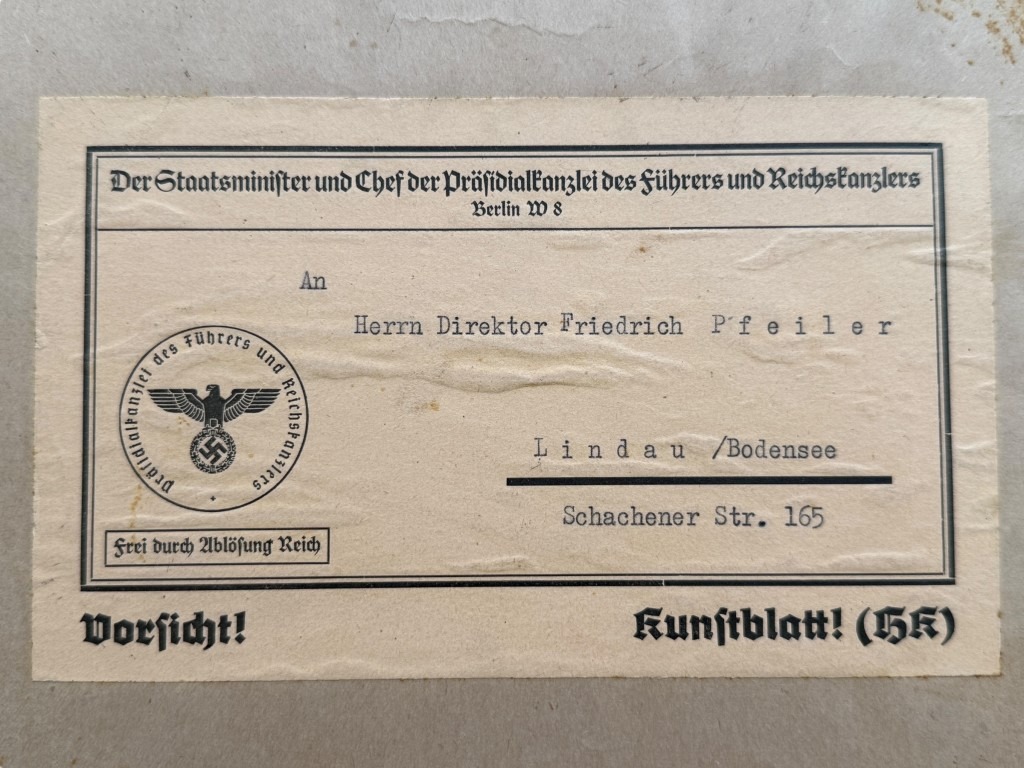 Der Staatsminister und Chef der Präsidialkanzlei des Führers und Reichskanzlers
Berlin W 8
An
Herrn Direktor Friedrich Pfeiler
Lindau /Bodensee
Schachener Str. 165
Präsidialkanzlei des Führers und Reichskanzlers
Frei durch Ablösung Reich
Vorsicht!
Kunstblatt! (HK)